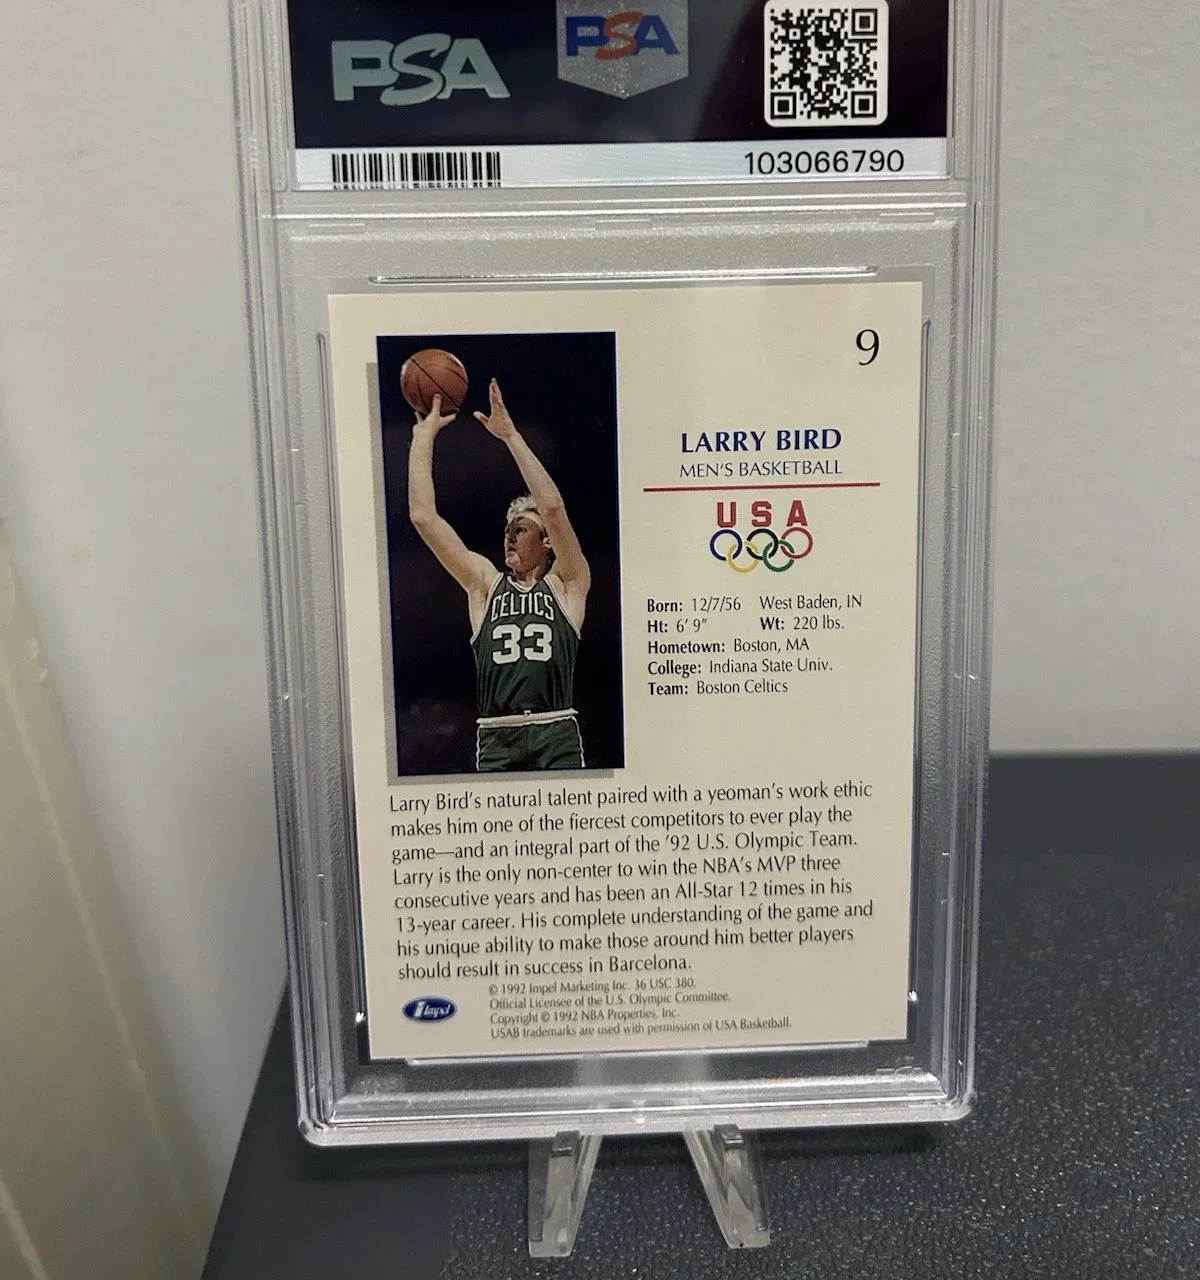 PSA
PSA
103066790
9
LARRY BIRD
MEN'S BASKETBALL
USA
Born: 12/7/56 West Baden, IN
Ht: 6' 9" Wt: 220 lbs.
Hometown: Boston, MA
College: Indiana State Univ.
Team: Boston Celtics
CELTICS
33
Larry Bird's natural talent paired with a yeoman's work ethic
makes him one of the fiercest competitors to ever play the
game—and an integral part of the '92 U.S. Olympic Team.
Larry is the only non-center to win the NBA's MVP three
consecutive years and has been an All-Star 12 times in his
13-year career. His complete understanding of the game and
his unique ability to make those around him better players
should result in success in Barcelona.
Impel
© 1992 Impel Marketing Inc. 36 USC 380.
Official Licensee of the U.S. Olympic Committee.
Copyright © 1992 NBA Properties, Inc.
USAB trademarks are used with permission of USA Basketball.